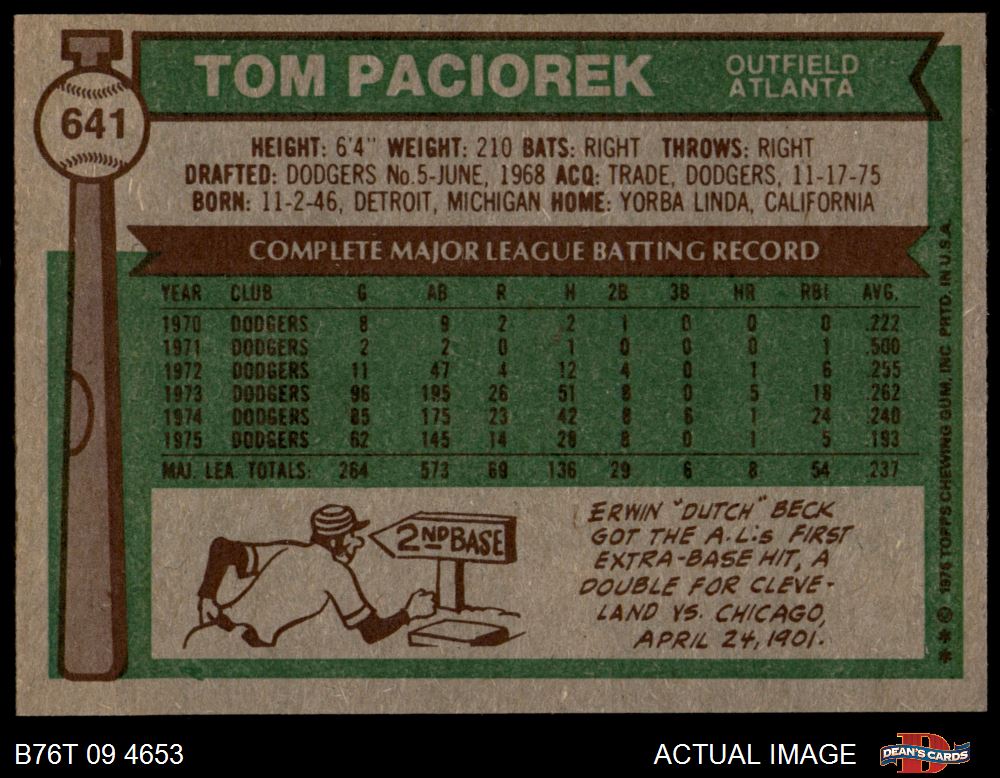 641
TOM PACIOREK
OUTFIELD
ATLANTA
HEIGHT: 6'4" WEIGHT: 210 BATS: RIGHT THROWS: RIGHT
DRAFTED: DODGERS No.5-JUNE, 1968 ACQ: TRADE, DODGERS, 11-17-75
BORN: 11-2-46, DETROIT, MICHIGAN HOME: YORBA LINDA, CALIFORNIA
COMPLETE MAJOR LEAGUE BATTING RECORD
YEAR CLUB G AB R H 2B 3B HR RBI AVG.
1970 DODGERS 8 9 2 2 1 0 0 0 .222
1971 DODGERS 2 2 0 1 0 0 0 1 .500
1972 DODGERS 11 47 4 12 4 0 1 6 .255
1973 DODGERS 96 195 26 51 8 0 5 18 .262
1974 DODGERS 85 175 23 42 8 6 1 24 .240
1975 DODGERS 62 145 14 28 8 0 1 5 .193
MAJ. LEA. TOTALS: 264 573 69 136 29 6 8 54 .237
2ND BASE
ERWIN "DUTCH" BECK
GOT THE A.L.'s FIRST
EXTRA-BASE HIT, A
DOUBLE FOR CLEVE-
LAND VS. CHICAGO,
APRIL 24, 1901.
** © 1976 TOPPS CHEWING GUM, INC. PRTD. IN U.S.A.
B76T 09 4653
ACTUAL IMAGE
DEAN'S CARDS